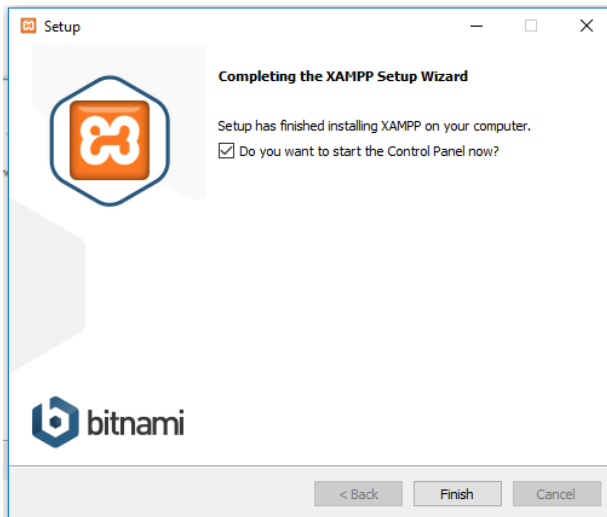 Setup
Completing the XAMPP Setup Wizard
Setup has finished installing XAMPP on your computer.
Do you want to start the Control Panel now?
bitnami
< Back
Finish
Cancel